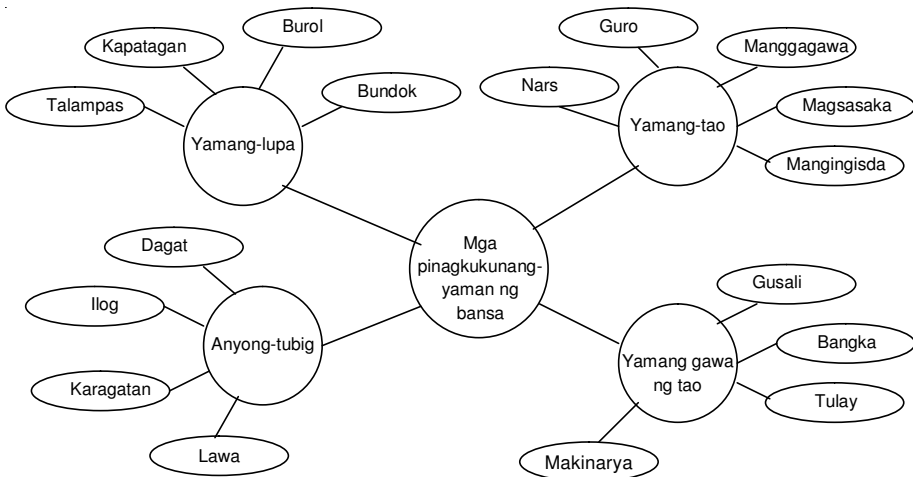 Burol
Kapatagan
Bundok
Talampas
Yamang-lupa
Guro
Manggagawa
Nars
Magsasaka
Yamang-tao
Mangingisda
Mga
pinagkukunang-
yaman ng
bansa
Dagat
Ilog
Anyong-tubig
Karagatan
Lawa
Gusali
Bangka
Yamang gawa
ng tao
Tulay
Makinarya